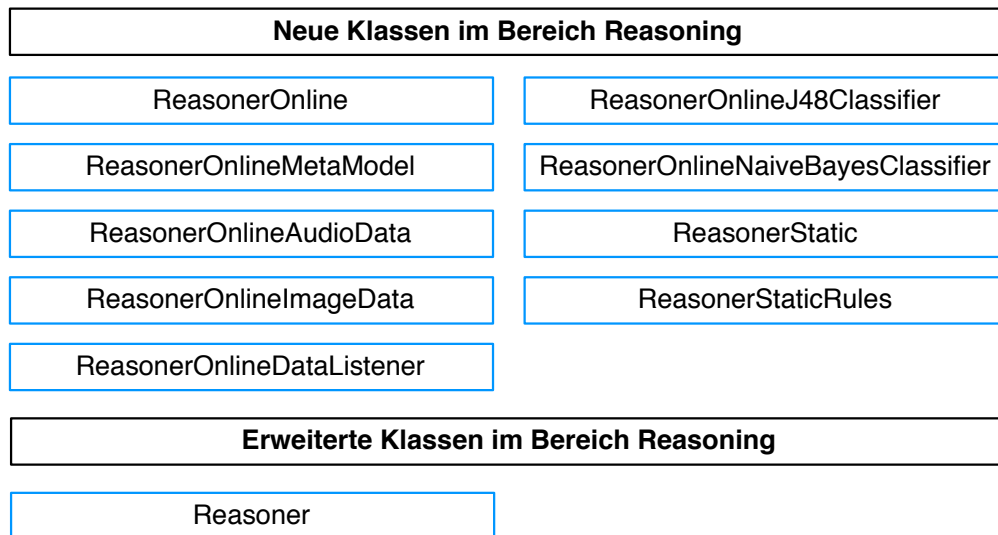 Neue Klassen im Bereich Reasoning
ReasonerOnline
ReasonerOnlineJ48Classifier
ReasonerOnlineMetaModel
ReasonerOnlineNaiveBayesClassifier
ReasonerOnlineAudioData
ReasonerStatic
ReasonerOnlineImageData
ReasonerStaticRules
ReasonerOnlineDataListener
Erweiterte Klassen im Bereich Reasoning
Reasoner